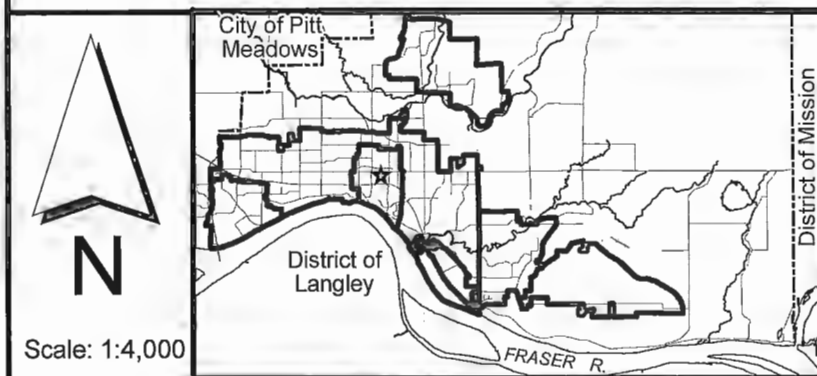 City of Pitt
Meadows
District of Mission
N
District of
Langley
Scale: 1:4,000
FRASER R.